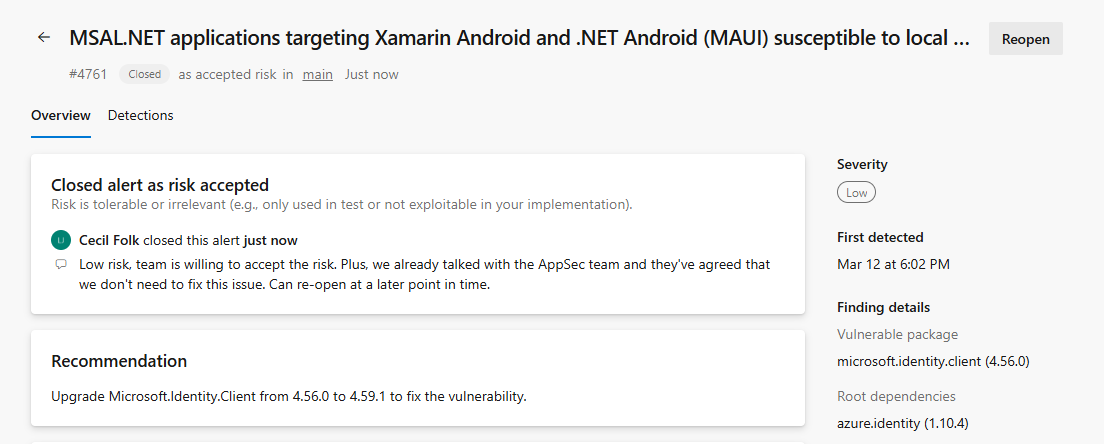 MSAL.NET applications targeting Xamarin Android and .NET Android (MAUI) susceptible to local ...
Reopen
#4761 Closed as accepted risk in main Just now
Overview Detections
Closed alert as risk accepted
Risk is tolerable or irrelevant (e.g., only used in test or not exploitable in your implementation).
Cecil Folk closed this alert just now
Low risk, team is willing to accept the risk. Plus, we already talked with the AppSec team and they've agreed that
we don't need to fix this issue. Can re-open at a later point in time.
Recommendation
Upgrade Microsoft.Identity.Client from 4.56.0 to 4.59.1 to fix the vulnerability.
Severity
Low
First detected
Mar 12 at 6:02 PM
Finding details
Vulnerable package
microsoft.identity.client (4.56.0)
Root dependencies
azure.identity (1.10.4)